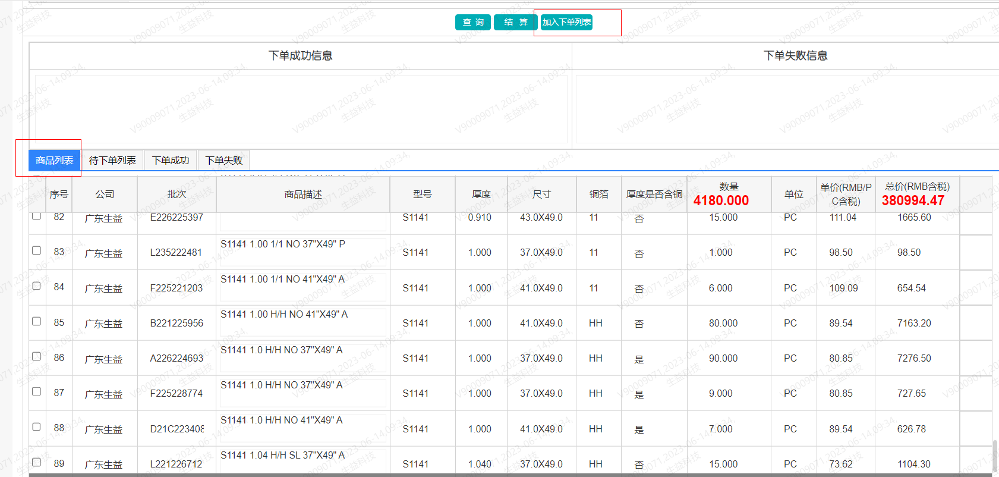 查 询 结 算 加入下单列表
下单成功信息 下单失败信息
商品列表 待下单列表 下单成功 下单失败
序号 公司 批次 商品描述 型号 厚度 尺寸 铜箔 厚度是否含铜 数量 4180.000 单位 单价(RMB/PC含税) 总价(RMB含税) 380994.47
82 广东生益 E226225397 S1141 0.910 43.0X49.0 11 否 15.000 PC 111.04 1665.60
83 广东生益 L235222481 S1141 1.00 1/1 NO 37"X49" P S1141 1.000 37.0X49.0 11 否 1.000 PC 98.50 98.50
84 广东生益 F225221203 S1141 1.00 1/1 NO 41"X49" A S1141 1.000 41.0X49.0 11 否 6.000 PC 109.09 654.54
85 广东生益 B221225956 S1141 1.00 H/H NO 41"X49" A S1141 1.000 41.0X49.0 HH 否 80.000 PC 89.54 7163.20
86 广东生益 A226224693 S1141 1.0 H/H NO 37"X49" A S1141 1.000 37.0X49.0 HH 是 90.000 PC 80.85 7276.50
87 广东生益 F225228774 S1141 1.0 H/H NO 37"X49" A S1141 1.000 37.0X49.0 HH 是 9.000 PC 80.85 727.65
88 广东生益 D21C223408 S1141 1.0 H/H NO 41"X49" A S1141 1.000 41.0X49.0 HH 是 7.000 PC 89.54 626.78
89 广东生益 L221226712 S1141 1.04 H/H SL 37"X49" A S1141 1.040 37.0X49.0 HH 否 15.000 PC 73.62 1104.30
V90009071,2023-06-14,09:34,
生益科技